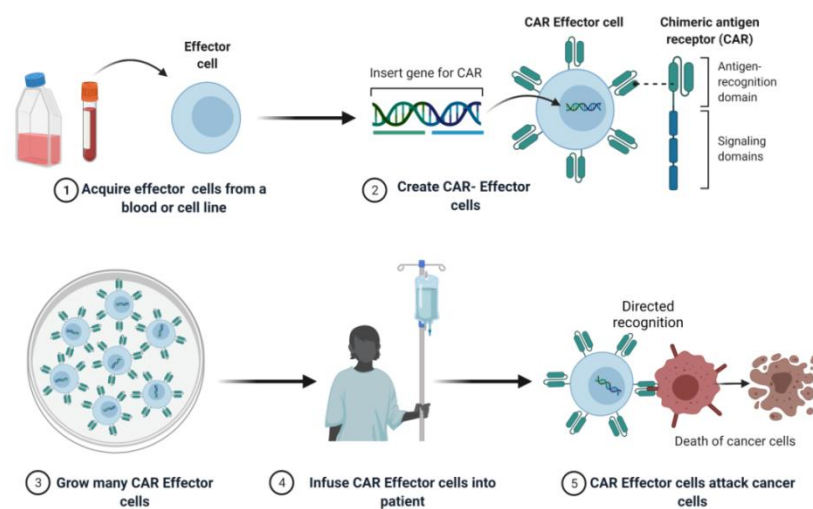 Effector
cell
Insert gene for CAR
CAR Effector cell
Chimeric antigen
receptor (CAR)
Antigen-
recognition
domain
Signaling
domains
1 Acquire effector cells from a
blood or cell line
2 Create CAR- Effector
cells
Directed
recognition
Death of cancer cells
3 Grow many CAR Effector
cells
4 Infuse CAR Effector cells into
patient
5 CAR Effector cells attack cancer
cells